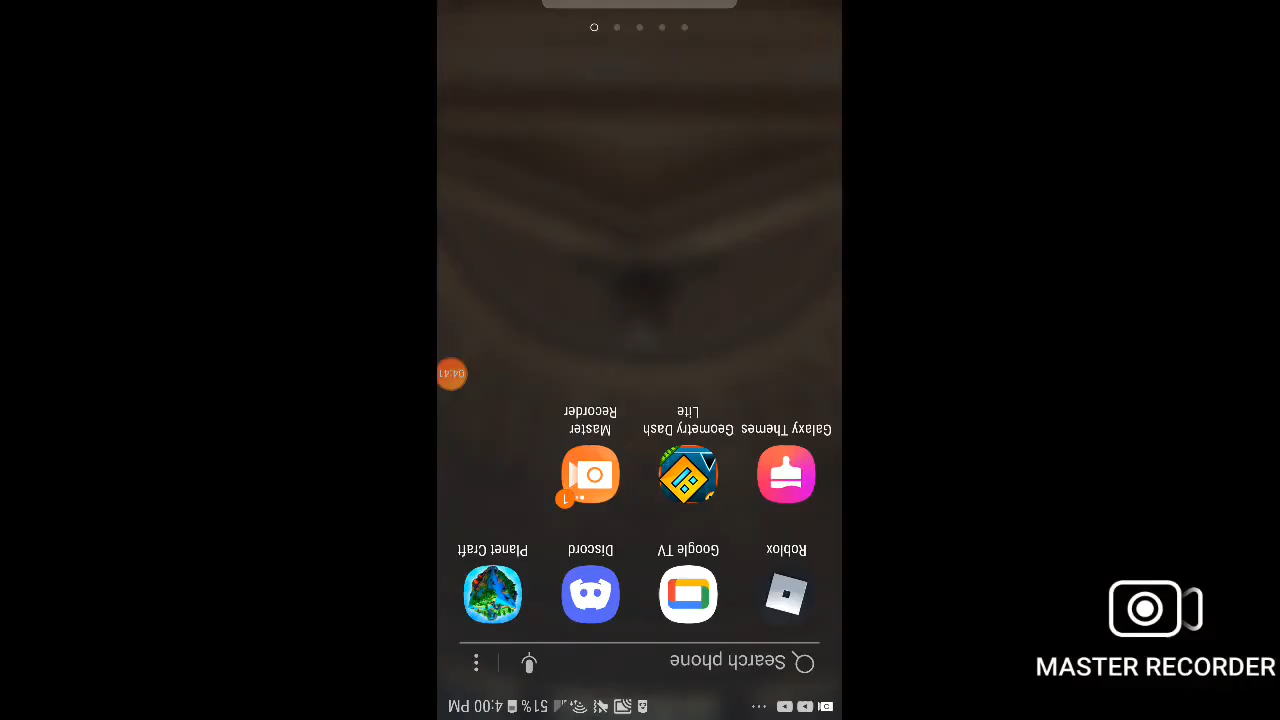 51% 4:00 PM
Search phone
Roblox
Google TV
Discord
Planet Craft
Galaxy Themes
Geometry Dash
Lite
Master
Recorder
1
04:41
MASTER RECORDER